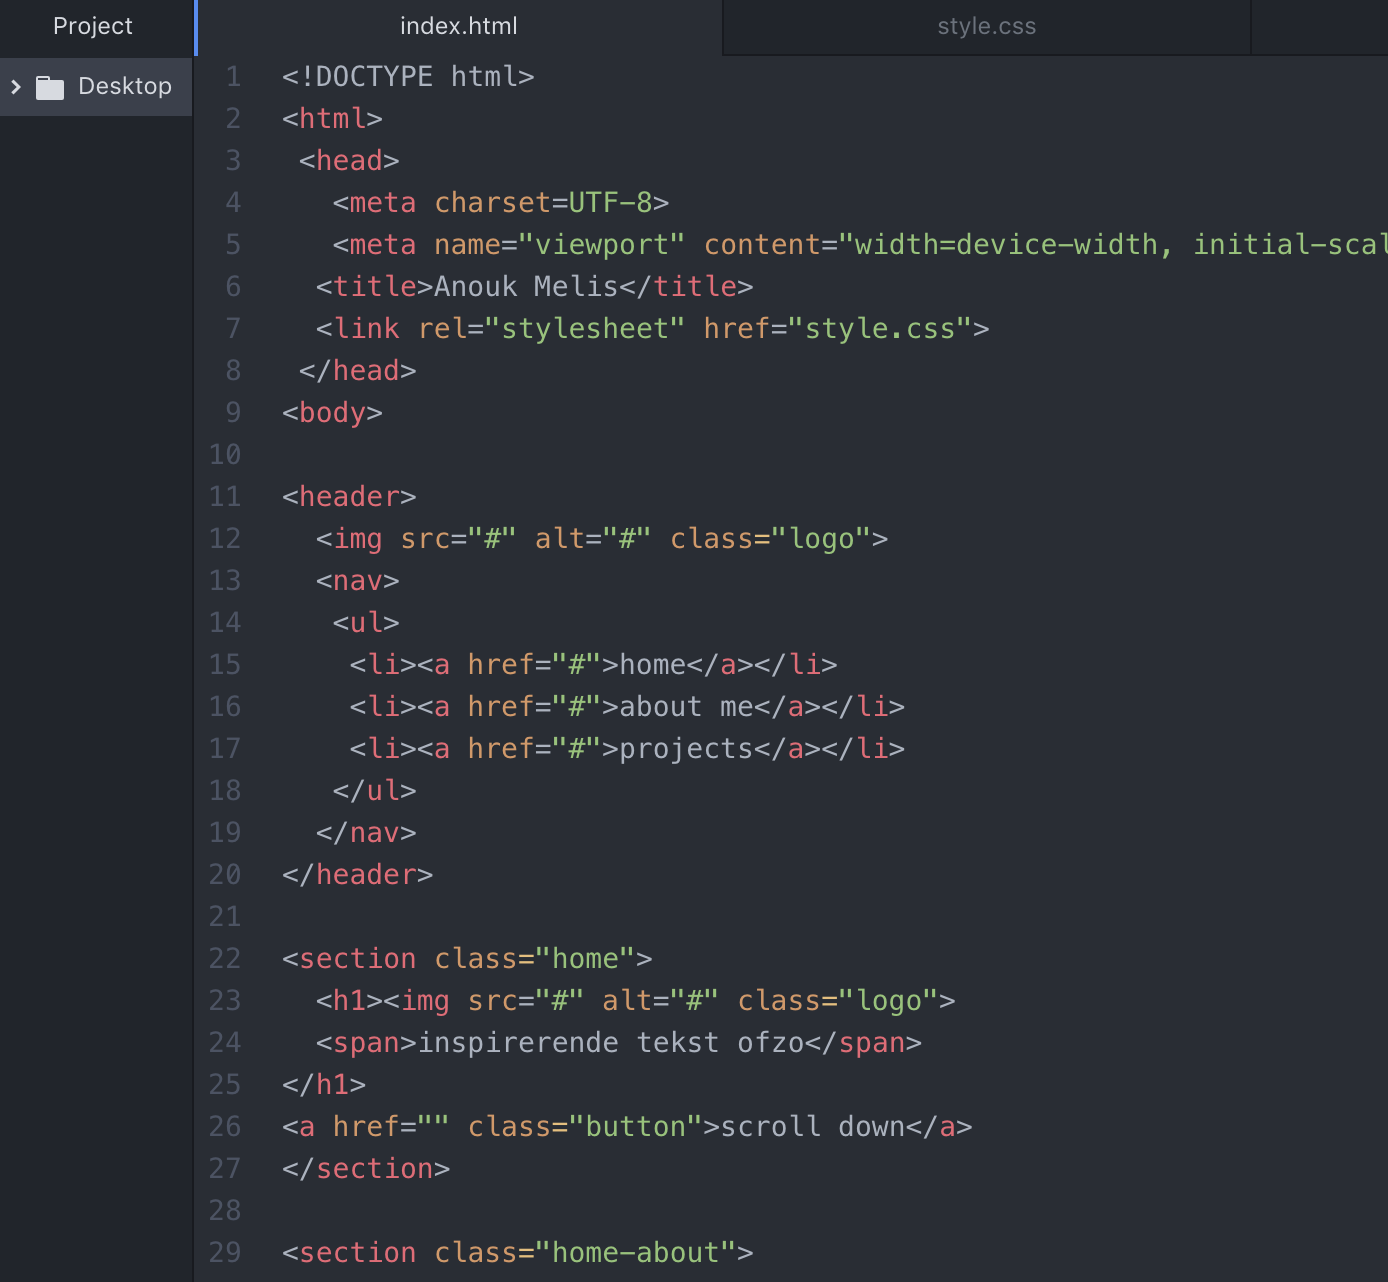 Project
index.html
style.css
Desktop
1 <!DOCTYPE html>
2 <html>
3 <head>
4 <meta charset=UTF-8>
5 <meta name="viewport" content="width=device-width, initial-scal
6 <title>Anouk Melis</title>
7 <link rel="stylesheet" href="style.css">
8 </head>
9 <body>
10
11 <header>
12 <img src="#" alt="#" class="logo">
13 <nav>
14 <ul>
15 <li><a href="#">home</a></li>
16 <li><a href="#">about me</a></li>
17 <li><a href="#">projects</a></li>
18 </ul>
19 </nav>
20 </header>
21
22 <section class="home">
23 <h1><img src="#" alt="#" class="logo">
24 <span>inspirerende tekst ofzo</span>
25 </h1>
26 <a href="" class="button">scroll down</a>
27 </section>
28
29 <section class="home-about">